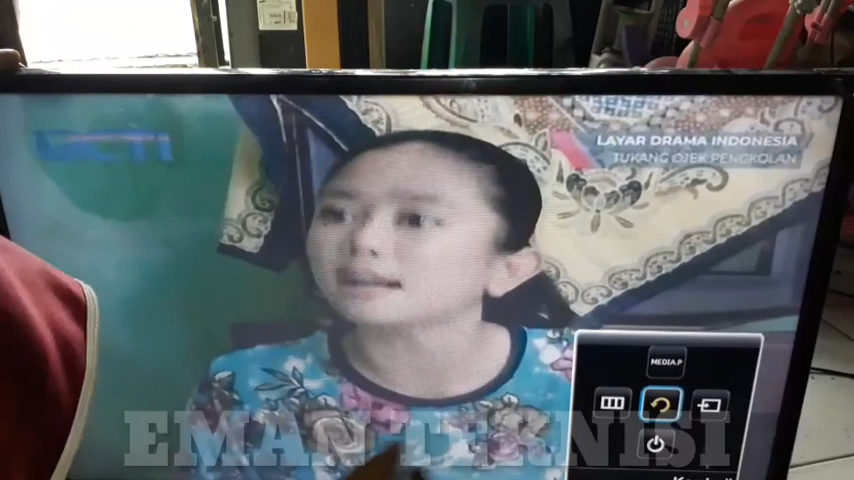 RCTI
LAYAR DRAMA INDONESIA
TUKANG OJEK PENGKOLAN
MEDIA.P
EMAN TEKNISI